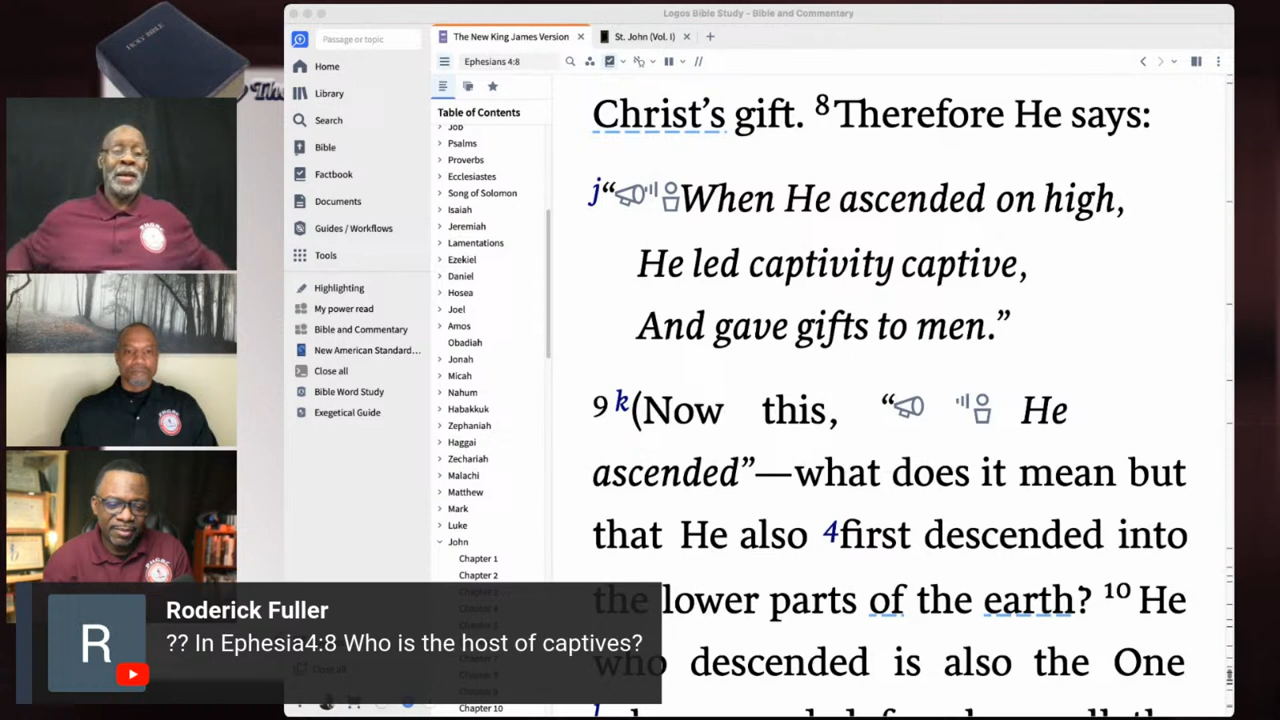 HOLY BIBLE
Logos Bible Study - Bible and Commentary
Passage or topic
Home
Library
Search
Bible
Factbook
Documents
Guides / Workflows
Tools
Highlighting
My power read
Bible and Commentary
New American Standard...
Close all
Bible Word Study
Exegetical Guide
Close all
The New King James Version
St. John (Vol. I)
Ephesians 4:8
Table of Contents
Job
Psalms
Proverbs
Ecclesiastes
Song of Solomon
Isaiah
Jeremiah
Lamentations
Ezekiel
Daniel
Hosea
Joel
Amos
Obadiah
Jonah
Micah
Nahum
Habakkuk
Zephaniah
Haggai
Zechariah
Malachi
Matthew
Mark
Luke
John
Chapter 1
Chapter 2
Chapter 10
Christ’s gift. 8 Therefore He says:
j “When He ascended on high,
He led captivity captive,
And gave gifts to men.”
9 k (Now this, “ He
ascended”—what does it mean but
that He also 4 first descended into
the lower parts of the earth? 10 He
who descended is also the One
Roderick Fuller
?? In Ephesia4:8 Who is the host of captives?
R